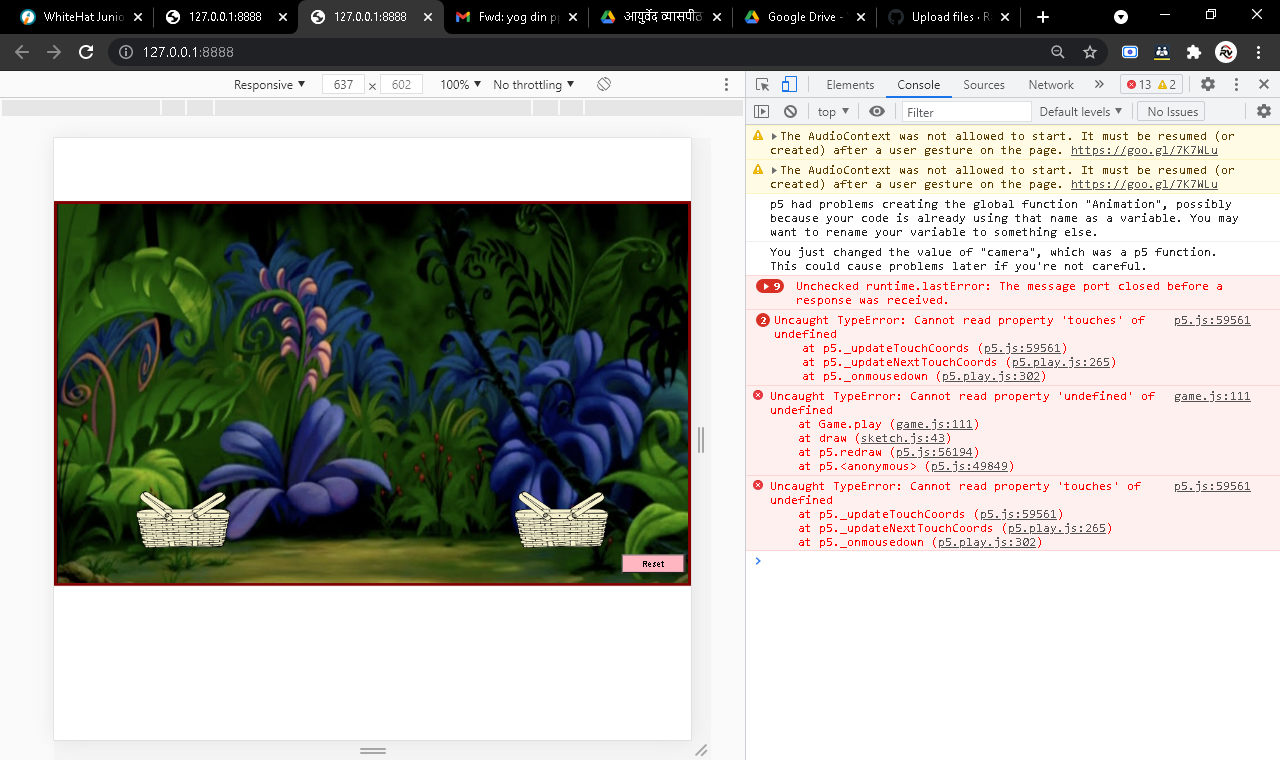 WhiteHat Junio
127.0.0.1:8888
127.0.0.1:8888
Fwd: yog din pp
आयुर्वेद व्यासपीठ
Google Drive -
Upload files · R
127.0.0.1:8888
Responsive
637 × 602
100%
No throttling
Elements
Console
Sources
Network
13
2
top
Filter
Default levels
No Issues
The AudioContext was not allowed to start. It must be resumed (or
created) after a user gesture on the page. https://goo.gl/7K7WLu
The AudioContext was not allowed to start. It must be resumed (or
created) after a user gesture on the page. https://goo.gl/7K7WLu
p5 had problems creating the global function "Animation", possibly
because your code is already using that name as a variable. You may
want to rename your variable to something else.
You just changed the value of "camera", which was a p5 function.
This could cause problems later if you're not careful.
9 Unchecked runtime.lastError: The message port closed before a
response was received.
2 Uncaught TypeError: Cannot read property 'touches' of p5.js:59561
undefined
at p5._updateTouchCoords (p5.js:59561)
at p5._updateNextTouchCoords (p5.play.js:265)
at p5._onmousedown (p5.play.js:302)
Uncaught TypeError: Cannot read property 'undefined' of game.js:111
undefined
at Game.play (game.js:111)
at draw (sketch.js:43)
at p5.redraw (p5.js:56194)
at p5.<anonymous> (p5.js:49849)
Uncaught TypeError: Cannot read property 'touches' of p5.js:59561
undefined
at p5._updateTouchCoords (p5.js:59561)
at p5._updateNextTouchCoords (p5.play.js:265)
at p5._onmousedown (p5.play.js:302)
Reset